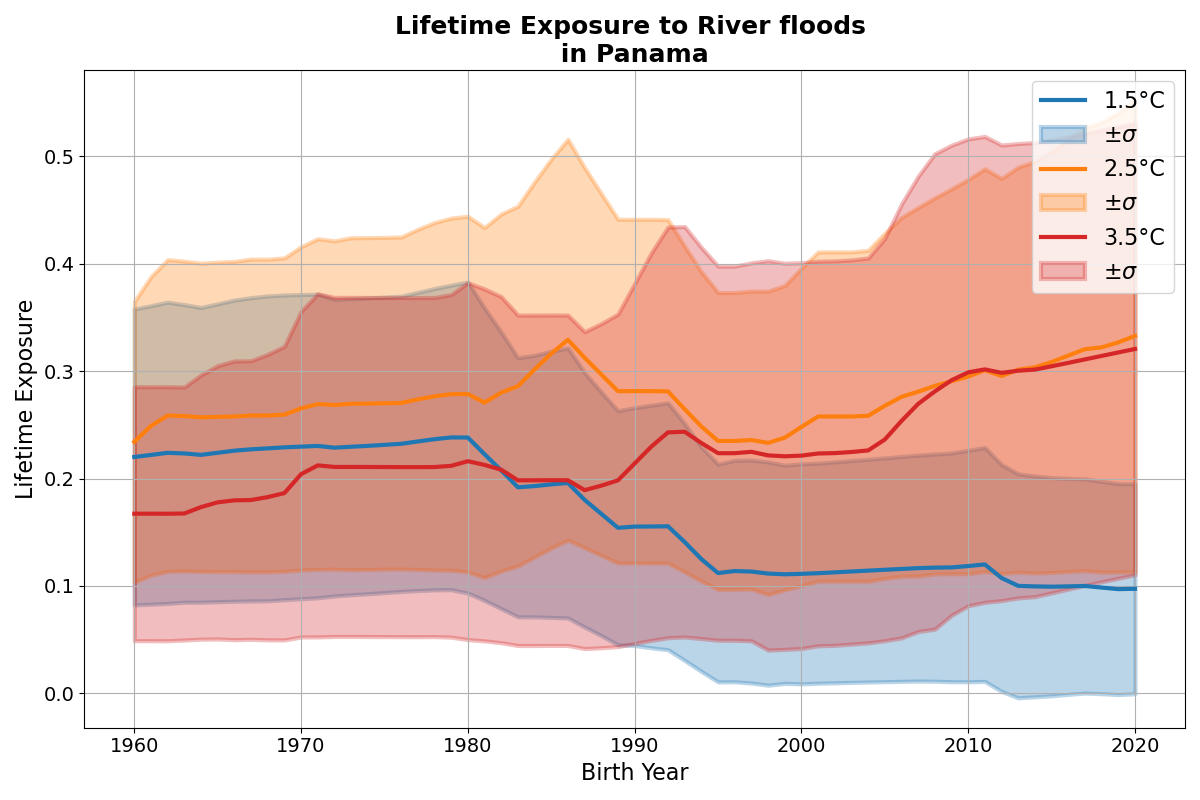 Lifetime Exposure to River floods
in Panama
Lifetime Exposure
0.5
0.4
0.3
0.2
0.1
0.0
1960
1970
1980
1990
2000
2010
2020
Birth Year
1.5°C
±σ
2.5°C
±σ
3.5°C
±σ